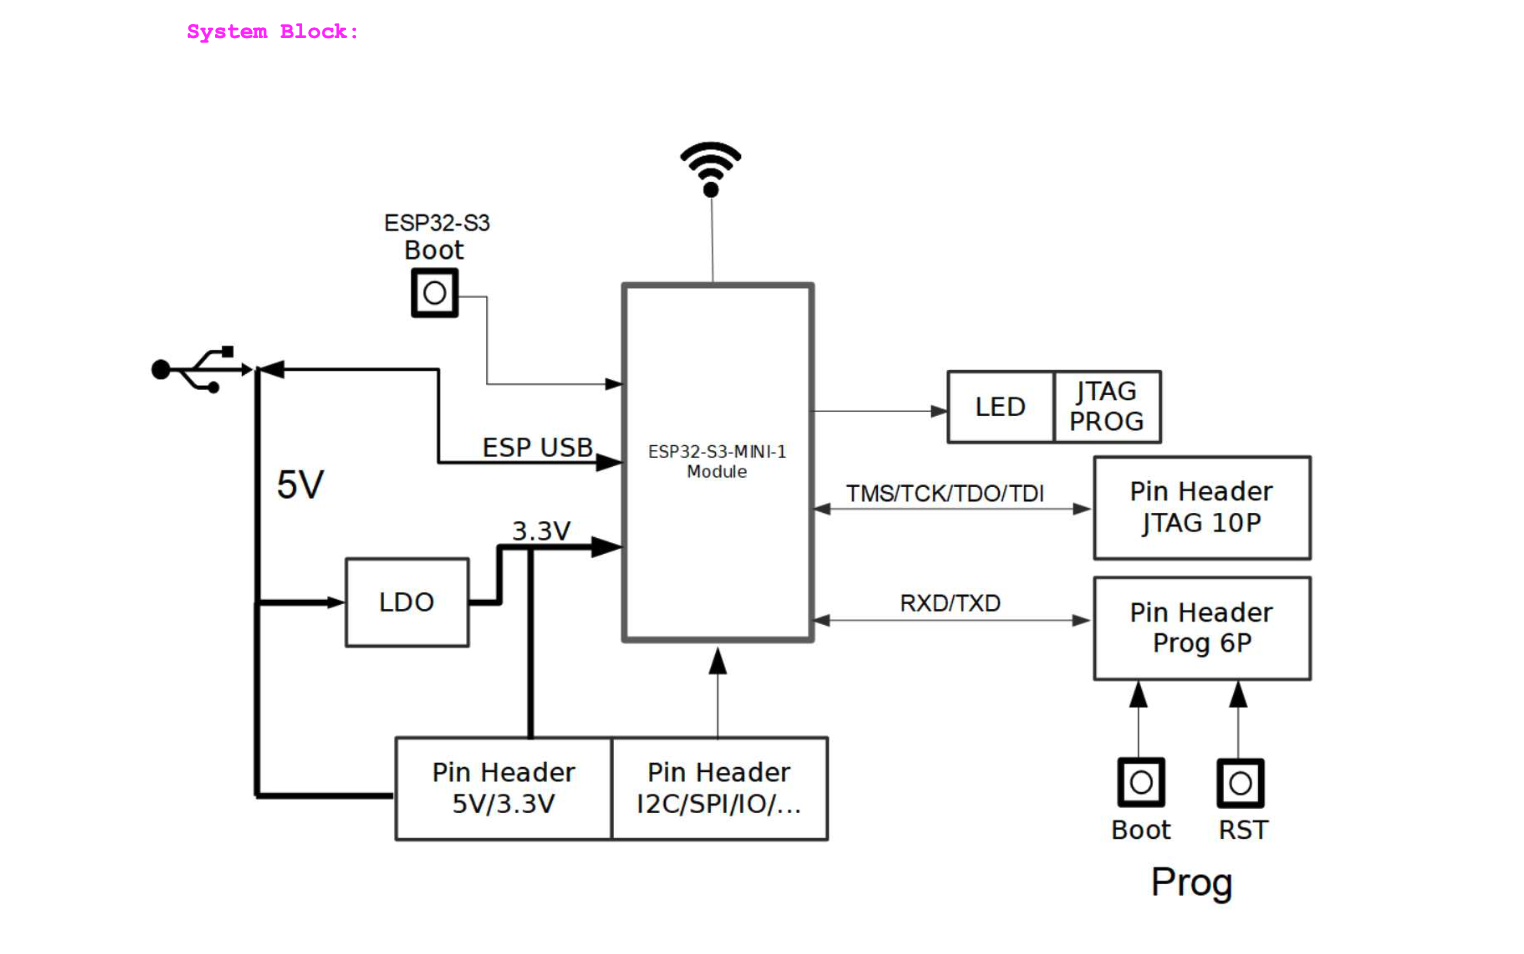 System Block:
ESP32-S3
Boot
ESP USB
5V
3.3V
LDO
ESP32-S3-MINI-1
Module
LED
JTAG
PROG
TMS/TCK/TDO/TDI
Pin Header
JTAG 10P
RXD/TXD
Pin Header
Prog 6P
Pin Header
5V/3.3V
Pin Header
I2C/SPI/IO/...
Boot
RST
Prog